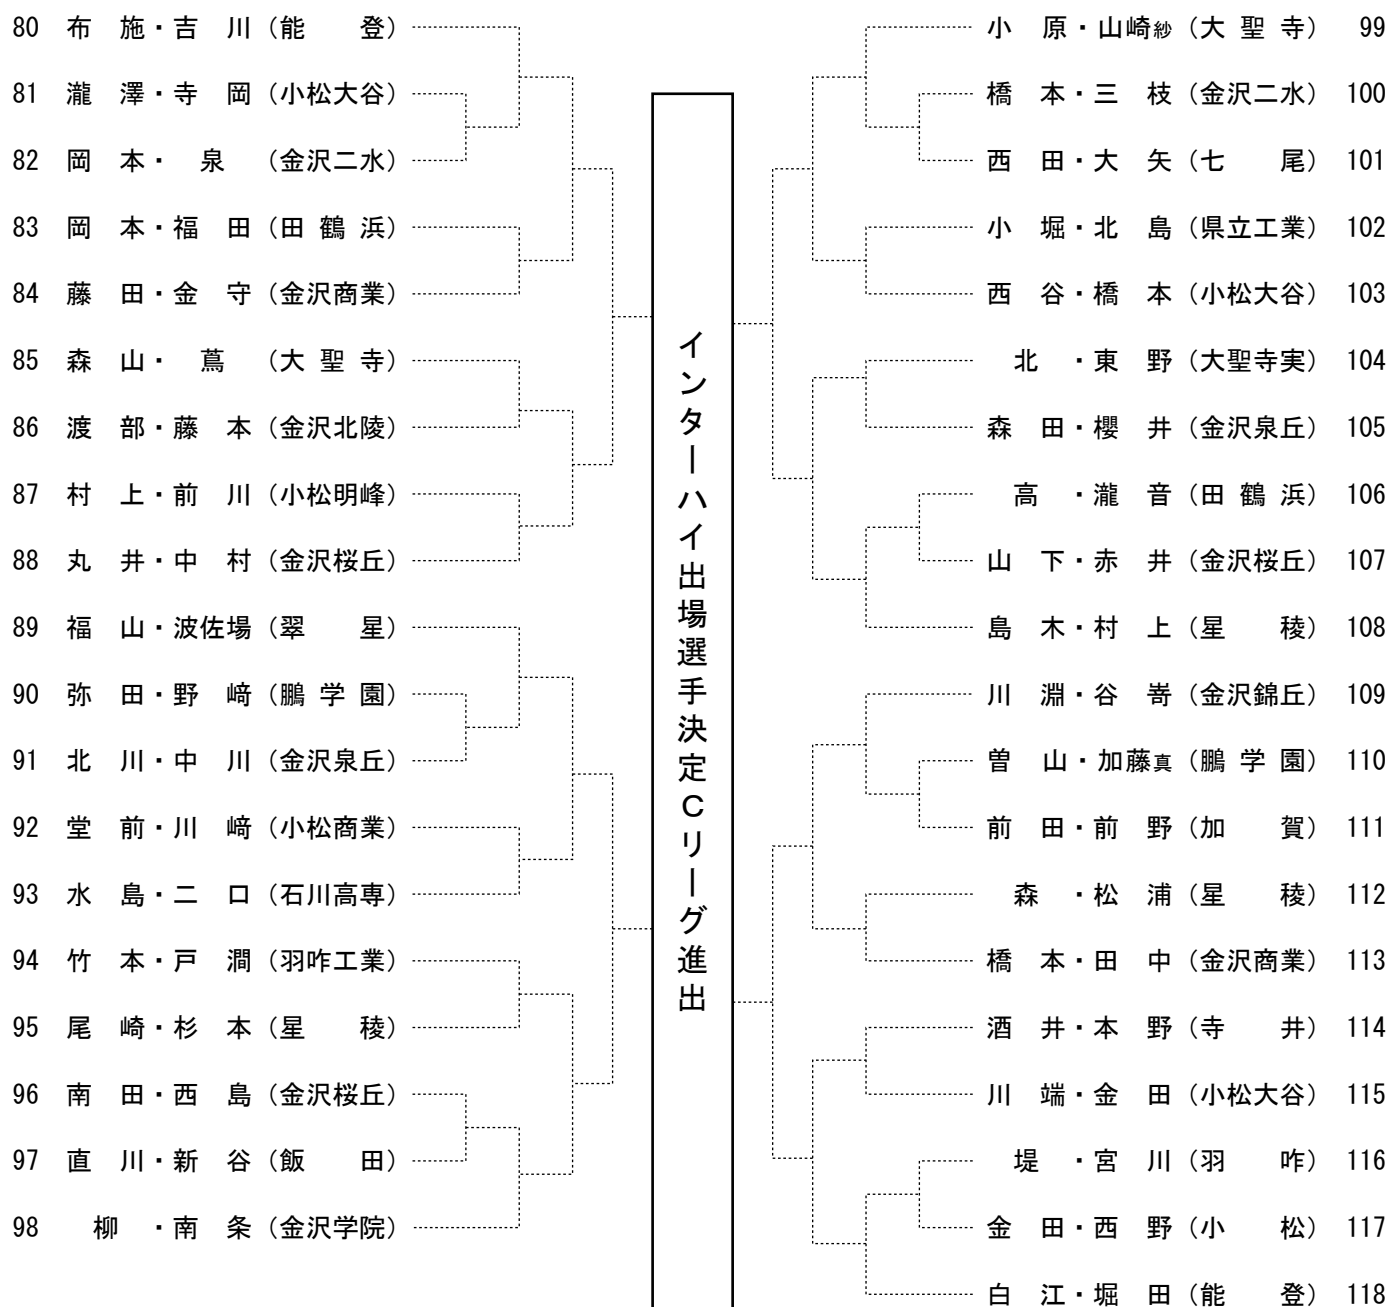 80 布施・吉川（能登）
81 瀧澤・寺岡（小松大谷）
82 岡本・泉（金沢二水）
83 岡本・福田（田鶴浜）
84 藤田・金守（金沢商業）
85 森山・蔦（大聖寺）
86 渡部・藤本（金沢北陵）
87 村上・前川（小松明峰）
88 丸井・中村（金沢桜丘）
89 福山・波佐場（翠星）
90 弥田・野﨑（鵬学園）
91 北川・中川（金沢泉丘）
92 堂前・川﨑（小松商業）
93 水島・二口（石川高専）
94 竹本・戸澗（羽咋工業）
95 尾崎・杉本（星稜）
96 南田・西島（金沢桜丘）
97 直川・新谷（飯田）
98 柳・南条（金沢学院）
インターハイ出場選手決定Ｃリーグ進出
小原・山崎紗（大聖寺） 99
橋本・三枝（金沢二水） 100
西田・大矢（七尾） 101
小堀・北島（県立工業） 102
西谷・橋本（小松大谷） 103
北・東野（大聖寺実） 104
森田・櫻井（金沢泉丘） 105
高・瀧音（田鶴浜） 106
山下・赤井（金沢桜丘） 107
島木・村上（星稜） 108
川淵・谷嵜（金沢錦丘） 109
曽山・加藤真（鵬学園） 110
前田・前野（加賀） 111
森・松浦（星稜） 112
橋本・田中（金沢商業） 113
酒井・本野（寺井） 114
川端・金田（小松大谷） 115
堤・宮川（羽咋） 116
金田・西野（小松） 117
白江・堀田（能登） 118